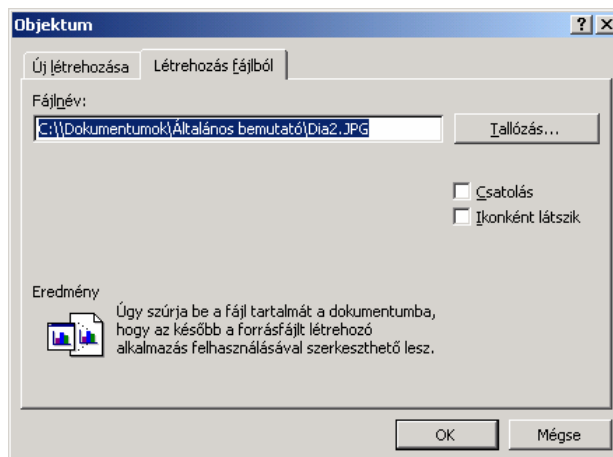 Objektum
Új létrehozása
Létrehozás fájlból
Fájlnév:
C:\\Dokumentumok\Általános bemutató\Dia2.JPG
Tallózás...
Csatolás
Ikonként látszik
Eredmény
Úgy szúrja be a fájl tartalmát a dokumentumba,
hogy az később a forrásfájlt létrehozó
alkalmazás felhasználásával szerkeszthető lesz.
OK
Mégse